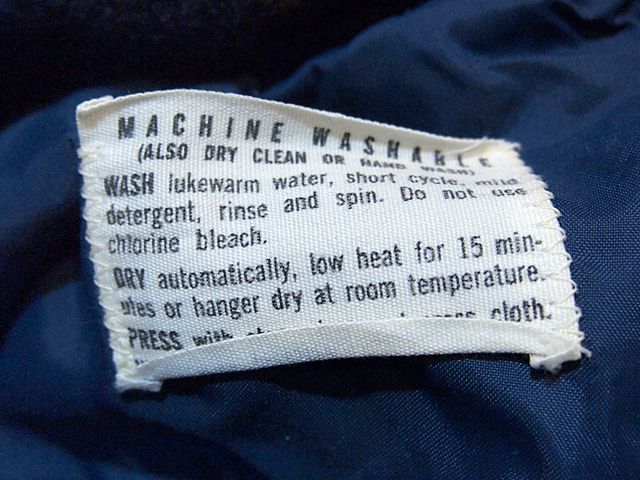 MACHINE WASHABLE
(ALSO DRY CLEAN OR HAND WASH)
WASH lukewarm water, short cycle, mild
detergent, rinse and spin. Do not use
chlorine bleach.
DRY automatically, low heat for 15 min-
utes or hanger dry at room temperature.
PRESS with press cloth.